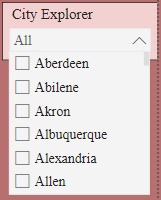 City Explorer
All
Aberdeen
Abilene
Akron
Albuquerque
Alexandria
Allen